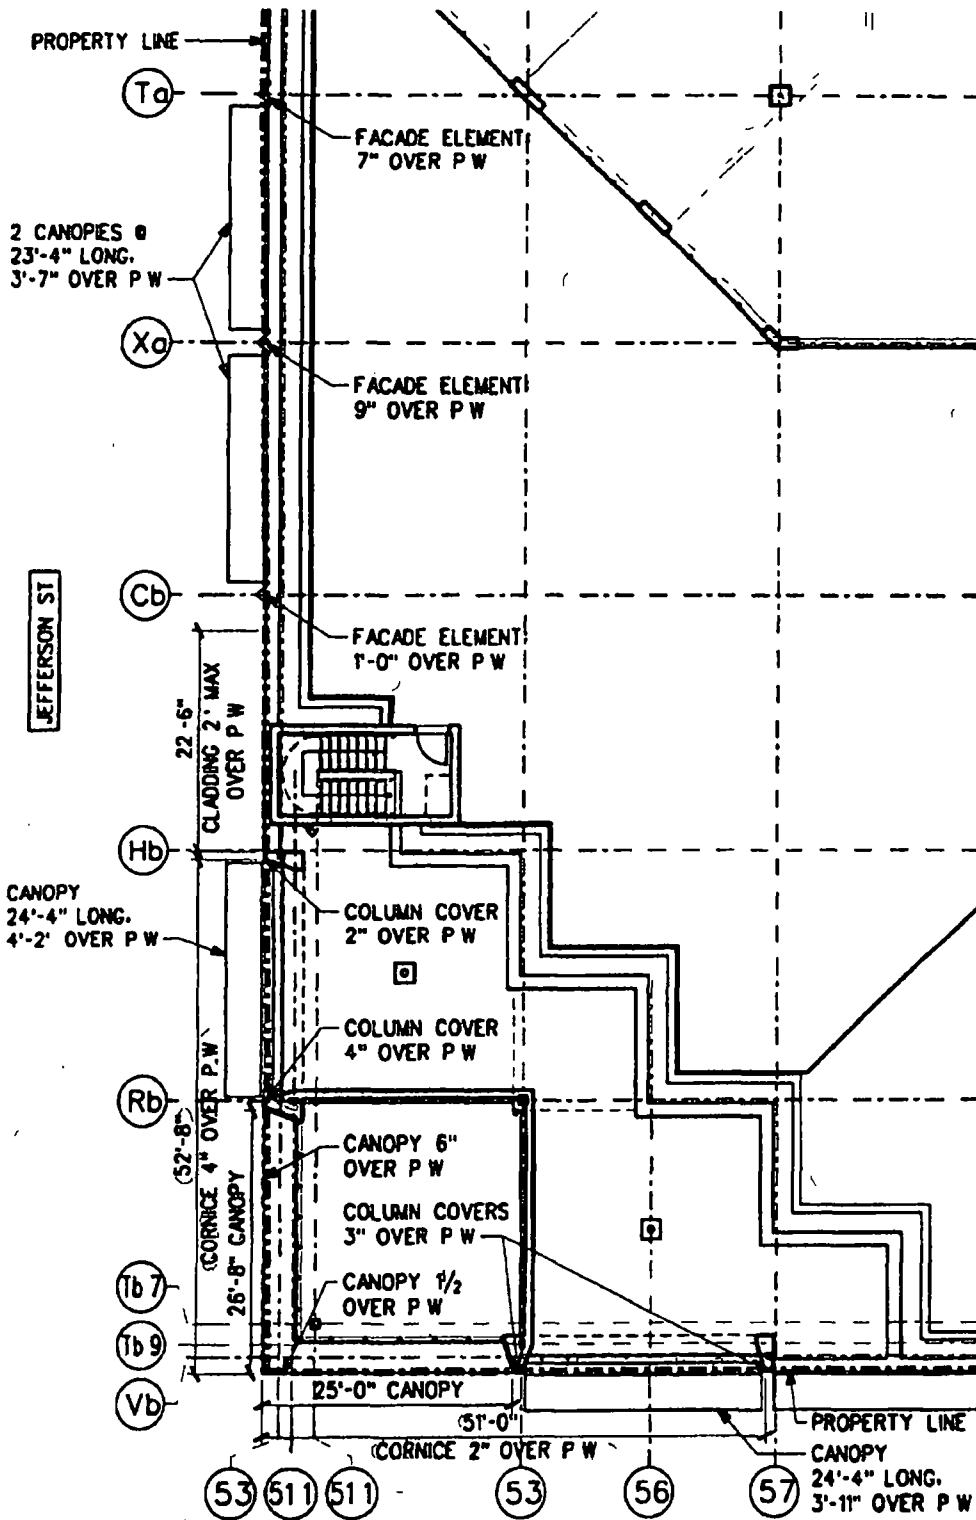 PROPERTY LINE
Ta
FACADE ELEMENT
7" OVER P W
2 CANOPIES @
23'-4" LONG,
3'-7" OVER P W
Xa
FACADE ELEMENT
9" OVER P W
Cb
FACADE ELEMENT
1'-0" OVER P W
JEFFERSON ST
22'-6"
CLADDING 2' MAX
OVER P W
Hb
CANOPY
24'-4" LONG,
4'-2' OVER P W
COLUMN COVER
2" OVER P W
COLUMN COVER
4" OVER P W
Rb
(52'-8")
(CORNICE 4" OVER P.W
26'-8" CANOPY
CANOPY 6"
OVER P W
COLUMN COVERS
3" OVER P W
CANOPY 1/2
OVER P W
Tb 7
Tb 9
Vb
25'-0" CANOPY
(51'-0"
(CORNICE 2" OVER P W
PROPERTY LINE
CANOPY
24'-4" LONG,
3'-11" OVER P W
53
511
511
53
56
57